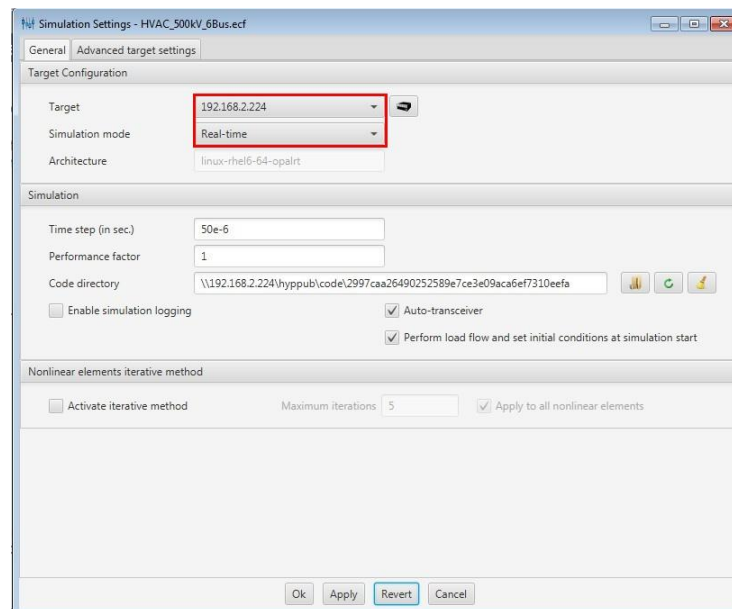 Simulation Settings - HVAC_500kV_6Bus.ecf
General Advanced target settings
Target Configuration
Target 192.168.2.224
Simulation mode Real-time
Architecture linux-rhel6-64-opalrt
Simulation
Time step (in sec.) 50e-6
Performance factor 1
Code directory \\192.168.2.224\hyppub\code\2997caa26490252589e7ce3e09aca6ef7310eefa
Enable simulation logging Auto-transceiver
Perform load flow and set initial conditions at simulation start
Nonlinear elements iterative method
Activate iterative method Maximum iterations 5 Apply to all nonlinear elements
Ok Apply Revert Cancel